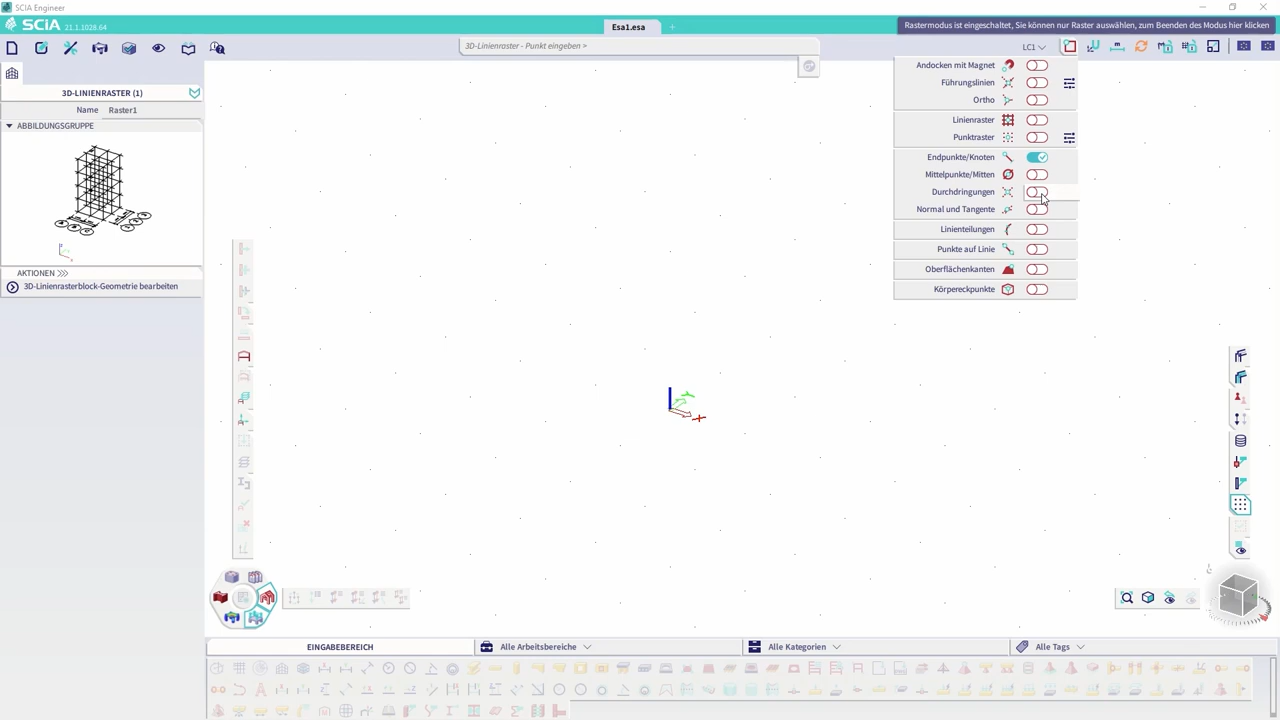 SCIA Engineer
SCIA 21.1.1028.64
Esa1.esa
Rastermodus ist eingeschaltet, Sie können nur Raster auswählen, zum Beenden des Modus hier klicken
3D-Linienraster - Punkt eingeben >
LC1
3D-LINIENRASTER (1)
Name Raster1
ABBILDUNGSGRUPPE
AKTIONEN >>>
3D-Linienrasterblock-Geometrie bearbeiten
Andocken mit Magnet
Führungslinien
Ortho
Linienraster
Punktraster
Endpunkte/Knoten
Mittelpunkte/Mitten
Durchdringungen
Normal und Tangente
Linienteilungen
Punkte auf Linie
Oberflächenkanten
Körpereckpunkte
EINGABEBEREICH
Alle Arbeitsbereiche
Alle Kategorien
Alle Tags